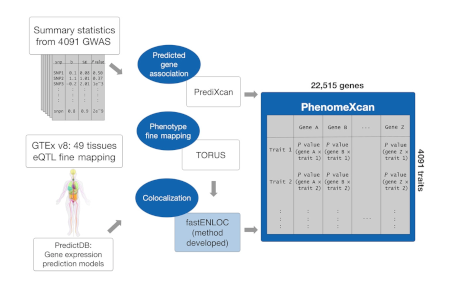 Summary statistics
from 4091 GWAS
Predicted
gene
association
PrediXcan
22,515 genes
PhenomeXcan
Gene A Gene B ... Gene Z
Trait 1
P value
(gene A ×
trait 1)
P value
(gene B ×
trait 1)
P value
(gene Z ×
trait 1)
Trait 2
P value
(gene A ×
trait 2)
P value
(gene B ×
trait 2)
P value
(gene Z ×
trait 2)
4091 traits
Phenotype
fine mapping
TORUS
GTEx v8: 49 tissues
eQTL fine mapping
Colocalization
fastENLOC
(method
developed)
PredictDB:
Gene expression
prediction models